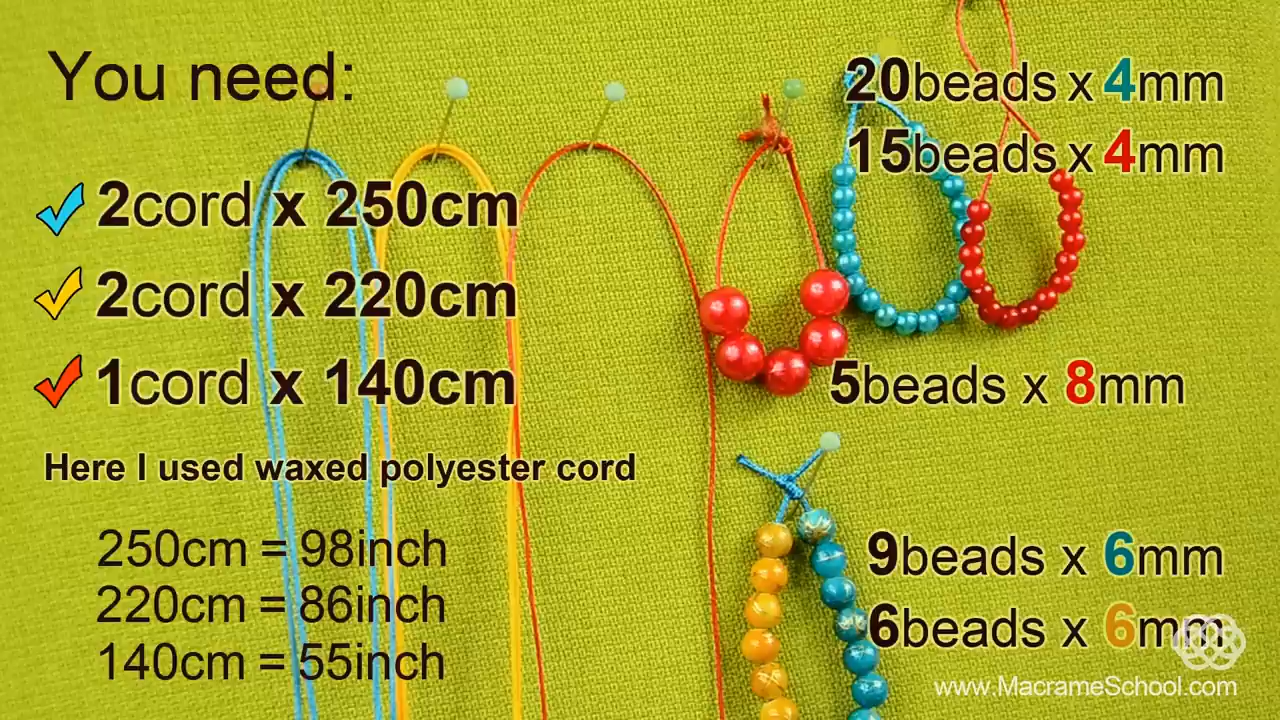 You need:
2cord x 250cm
2cord x 220cm
1cord x 140cm
Here I used waxed polyester cord
250cm = 98inch
220cm = 86inch
140cm = 55inch
20beads x 4mm
15beads x 4mm
5beads x 8mm
9beads x 6mm
6beads x 6mm
www.MacrameSchool.com